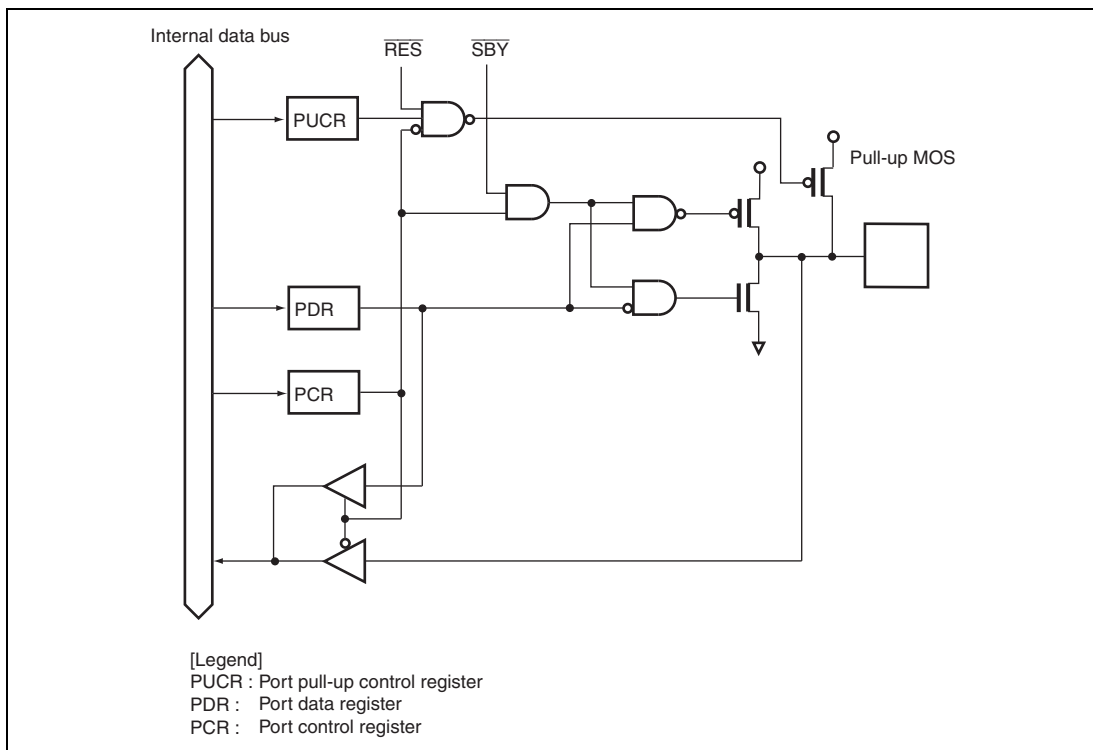 Internal data bus
RES
SBY
PUCR
Pull-up MOS
PDR
PCR
[Legend]
PUCR : Port pull-up control register
PDR : Port data register
PCR : Port control register